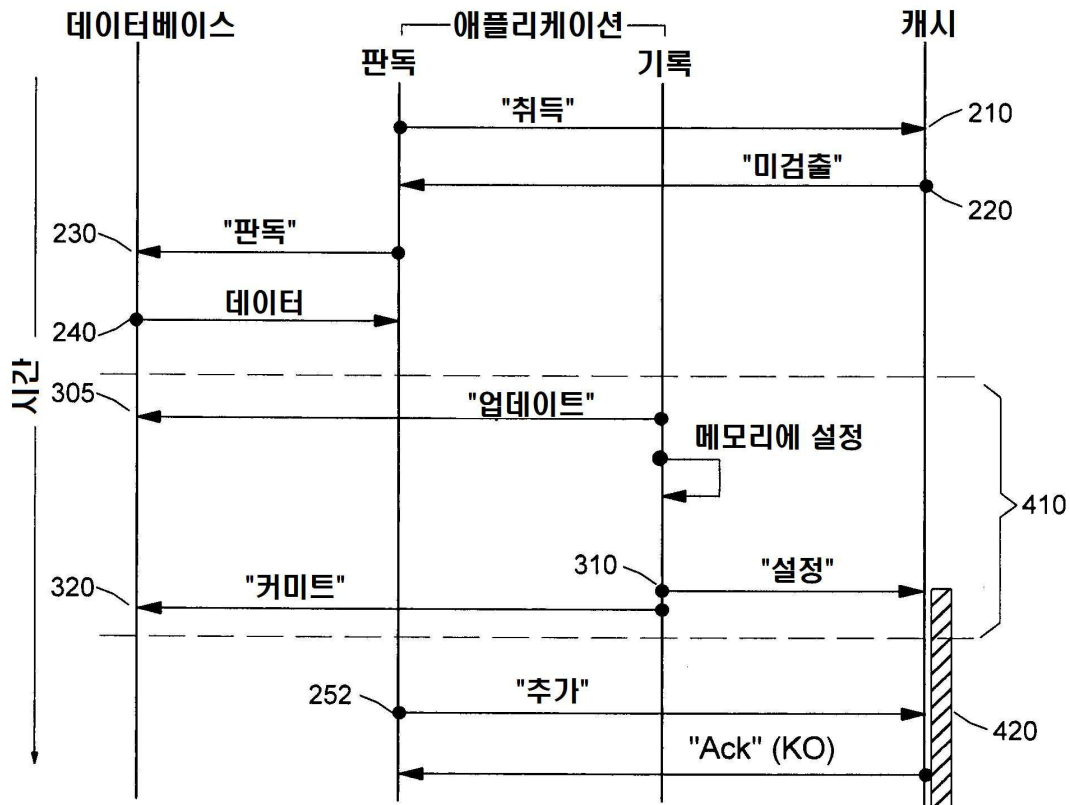 데이터베이스
애플리케이션
캐시
판독
기록
"취득"
210
"미검출"
220
230
"판독"
데이터
240
시간
305
"업데이트"
메모리에 설정
410
310
"설정"
320
"커미트"
252
"추가"
420
"Ack" (KO)